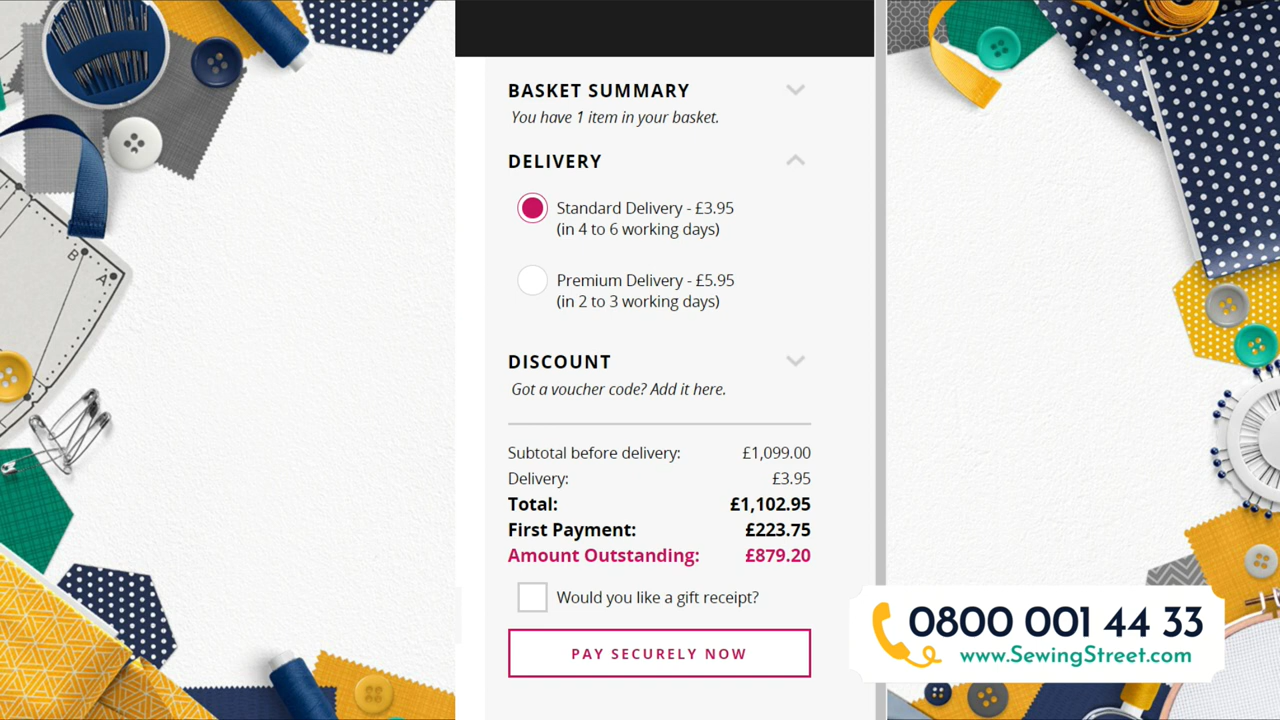 BASKET SUMMARY
You have 1 item in your basket.
DELIVERY
Standard Delivery - £3.95
(in 4 to 6 working days)
Premium Delivery - £5.95
(in 2 to 3 working days)
DISCOUNT
Got a voucher code? Add it here.
Subtotal before delivery: £1,099.00
Delivery: £3.95
Total: £1,102.95
First Payment: £223.75
Amount Outstanding: £879.20
Would you like a gift receipt?
PAY SECURELY NOW
0800 001 44 33
www.SewingStreet.com
B
A